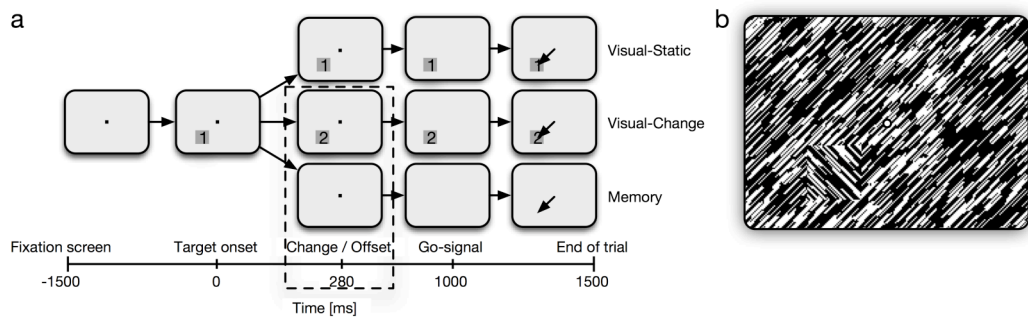 a
b
1
1
1
Visual-Static
1
2
2
2
Visual-Change
Memory
Fixation screen
Target onset
Change / Offset
Go-signal
End of trial
-1500
0
280
1000
1500
Time [ms]